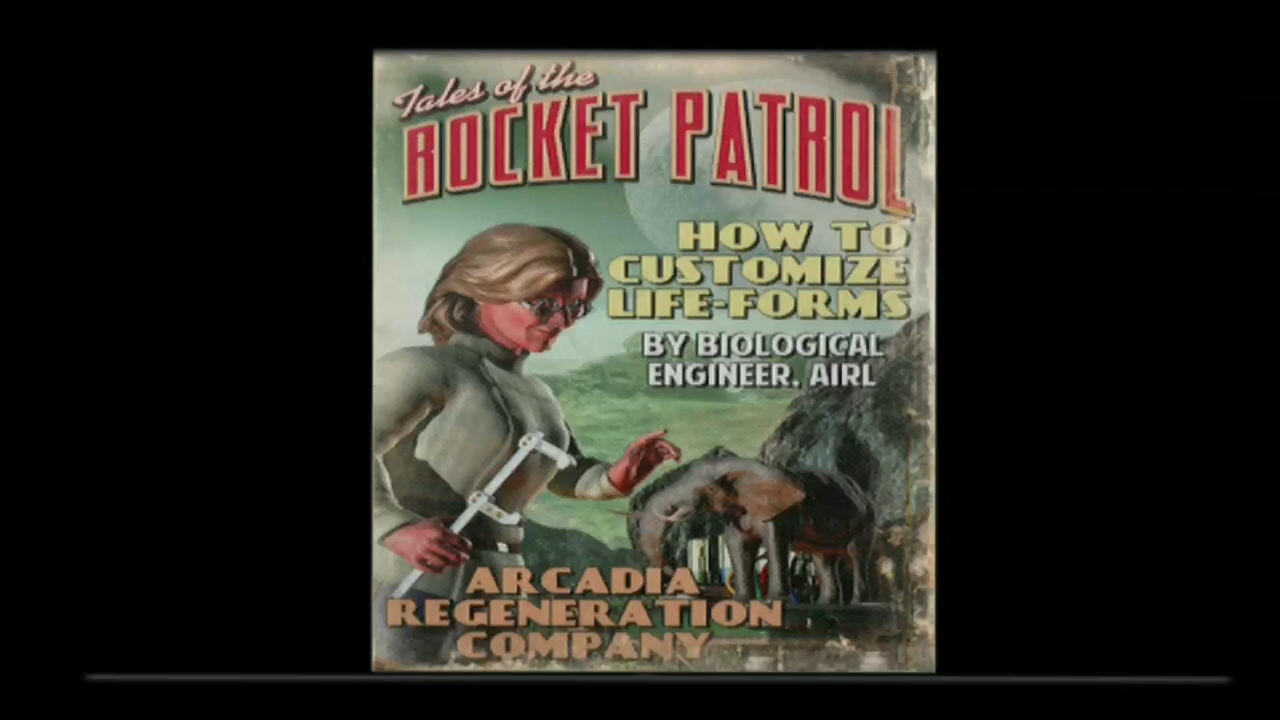 Tales of the
ROCKET PATROL
HOW TO
CUSTOMIZE
LIFE-FORMS
BY BIOLOGICAL
ENGINEER, AIRL
ARCADIA
REGENERATION
COMPANY